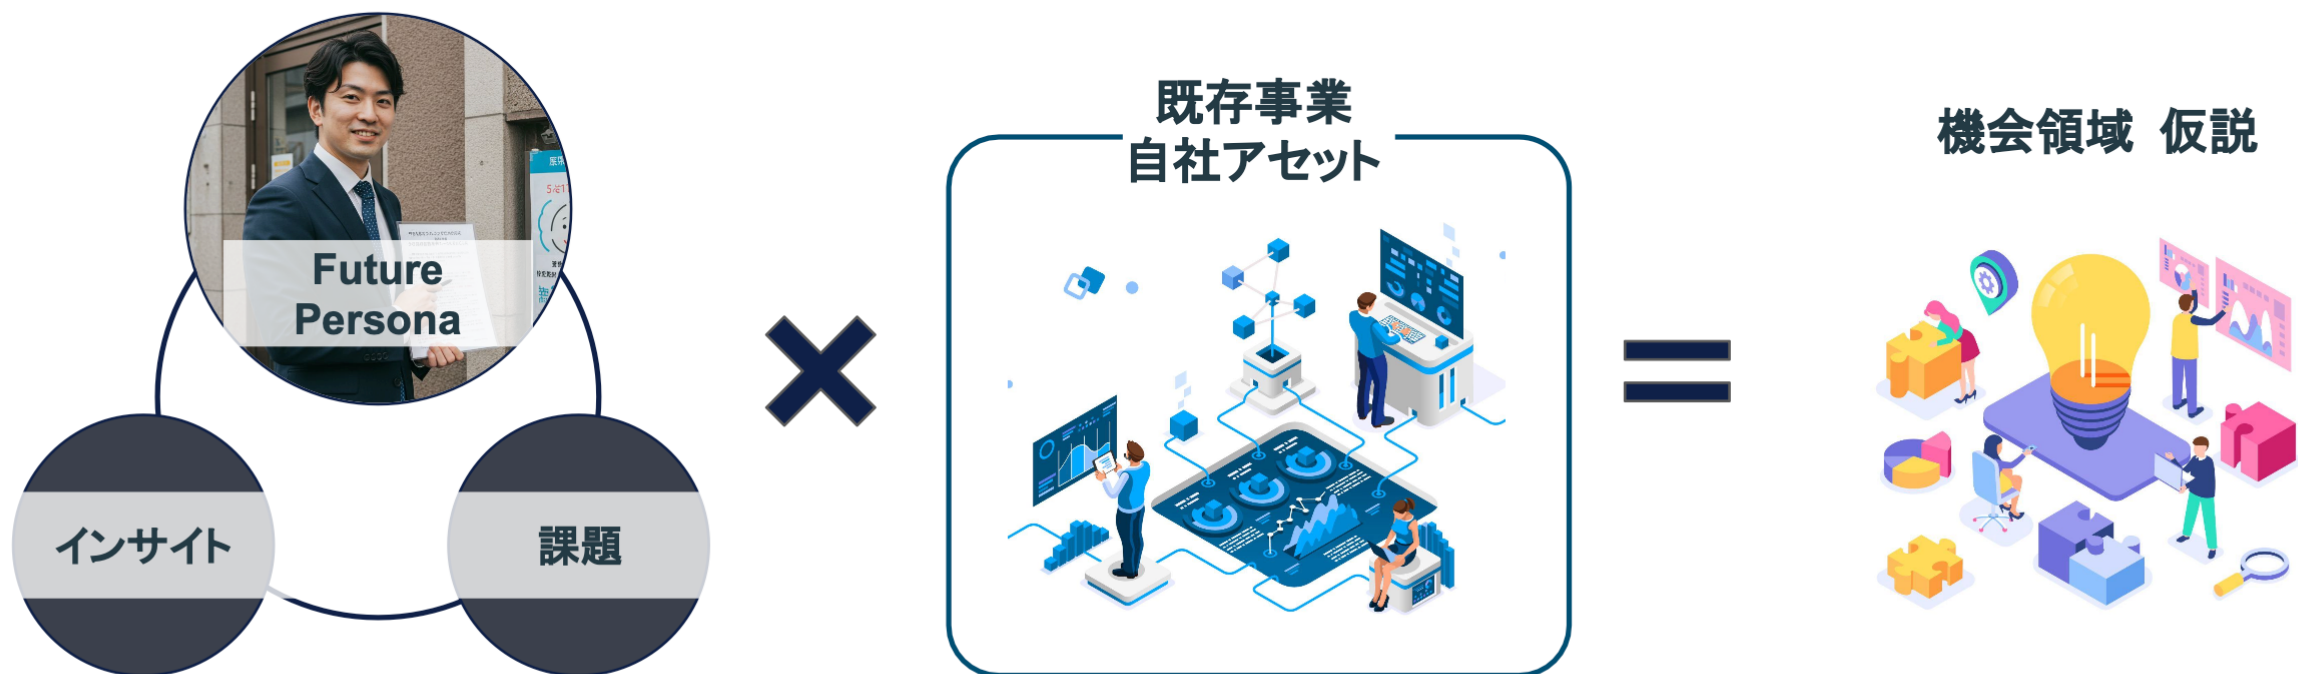 Future
Persona
インサイト
課題
既存事業
自社アセット
機会領域 仮説